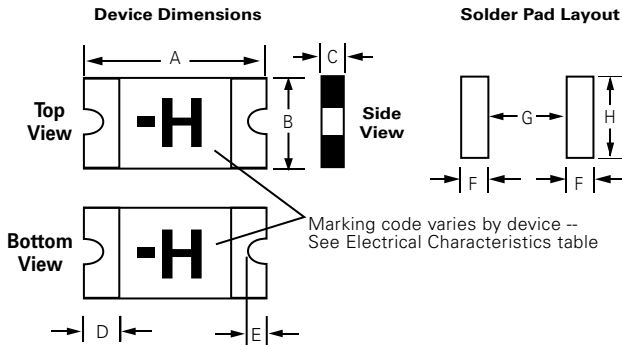 Device Dimensions
Solder Pad Layout
A
C
Top
View
-H
B
Side
View
G
H
F
F
Marking code varies by device --
See Electrical Characteristics table
Bottom
View
-H
D
E